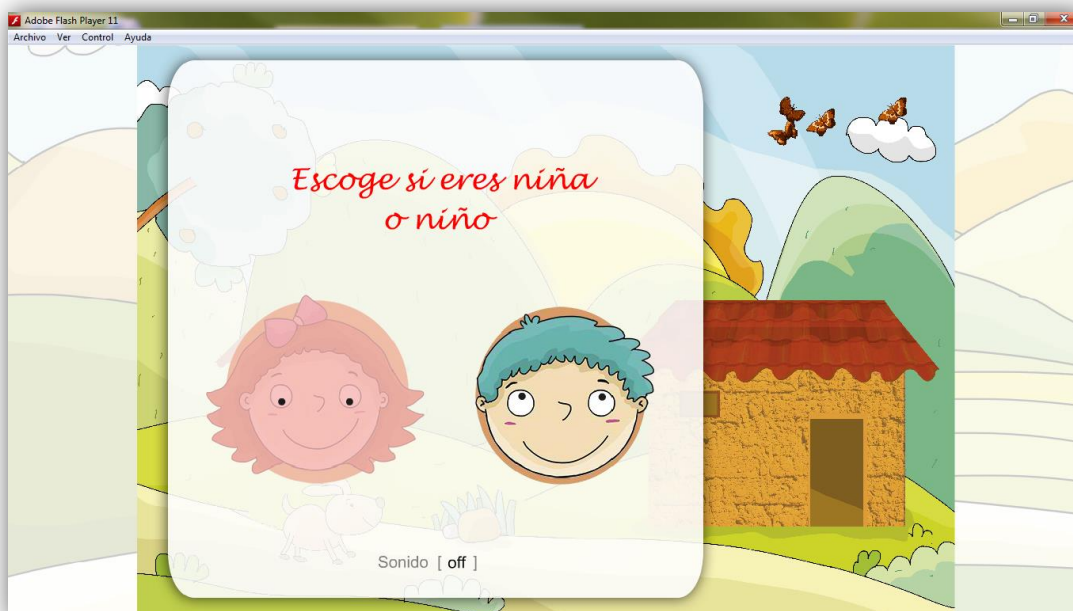 Adobe Flash Player 11
Archivo Ver Control Ayuda
Escoge si eres niña
o niño
Sonido [ off ]